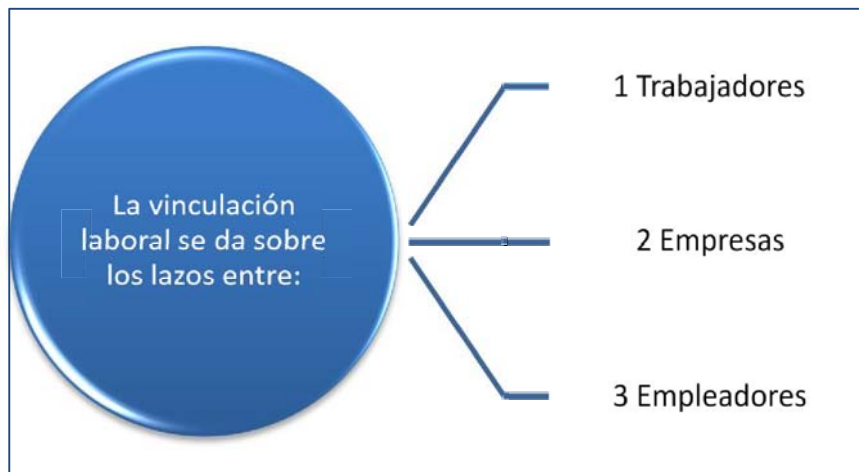 La vinculación
laboral se da sobre
los lazos entre:
1 Trabajadores
2 Empresas
3 Empleadores